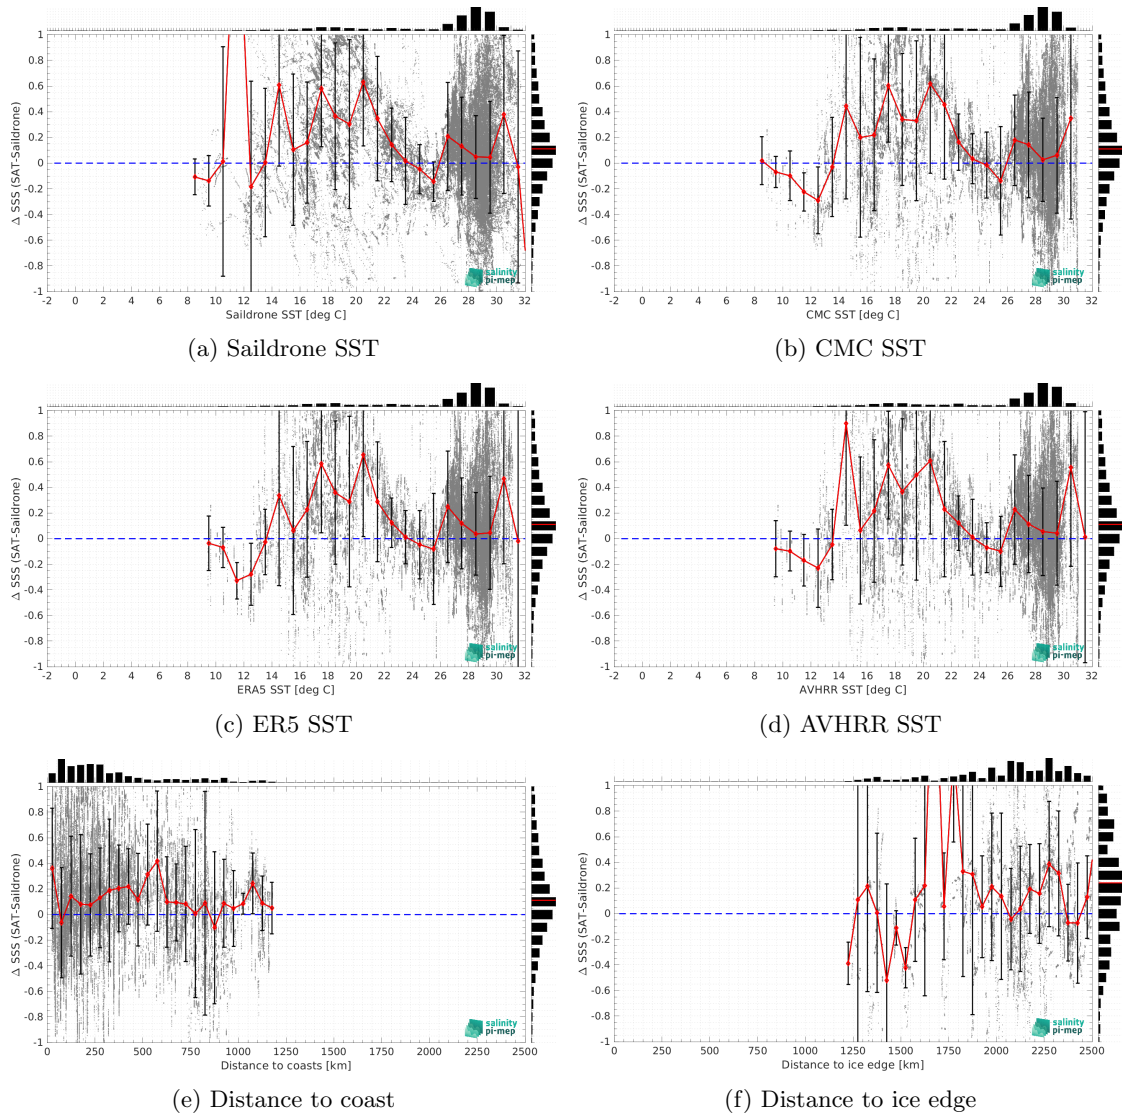 1
0.8
0.6
0.4
0.2
0
-0.2
-0.4
-0.6
-0.8
-1
Δ SSS (SAT-Saildrone)
-2 0 2 4 6 8 10 12 14 16 18 20 22 24 26 28 30 32
Saildrone SST [deg C]
salinity
pi-mep
(a) Saildrone SST
1
0.8
0.6
0.4
0.2
0
-0.2
-0.4
-0.6
-0.8
-1
Δ SSS (SAT-Saildrone)
-2 0 2 4 6 8 10 12 14 16 18 20 22 24 26 28 30 32
CMC SST [deg C]
salinity
pi-mep
(b) CMC SST
1
0.8
0.6
0.4
0.2
0
-0.2
-0.4
-0.6
-0.8
-1
Δ SSS (SAT-Saildrone)
-2 0 2 4 6 8 10 12 14 16 18 20 22 24 26 28 30 32
ERA5 SST [deg C]
salinity
pi-mep
(c) ER5 SST
1
0.8
0.6
0.4
0.2
0
-0.2
-0.4
-0.6
-0.8
-1
Δ SSS (SAT-Saildrone)
-2 0 2 4 6 8 10 12 14 16 18 20 22 24 26 28 30 32
AVHRR SST [deg C]
salinity
pi-mep
(d) AVHRR SST
1
0.8
0.6
0.4
0.2
0
-0.2
-0.4
-0.6
-0.8
-1
Δ SSS (SAT-Saildrone)
0 250 500 750 1000 1250 1500 1750 2000 2250 2500
Distance to coasts [km]
salinity
pi-mep
(e) Distance to coast
1
0.8
0.6
0.4
0.2
0
-0.2
-0.4
-0.6
-0.8
-1
Δ SSS (SAT-Saildrone)
0 250 500 750 1000 1250 1500 1750 2000 2250 2500
Distance to ice edge [km]
salinity
pi-mep
(f) Distance to ice edge